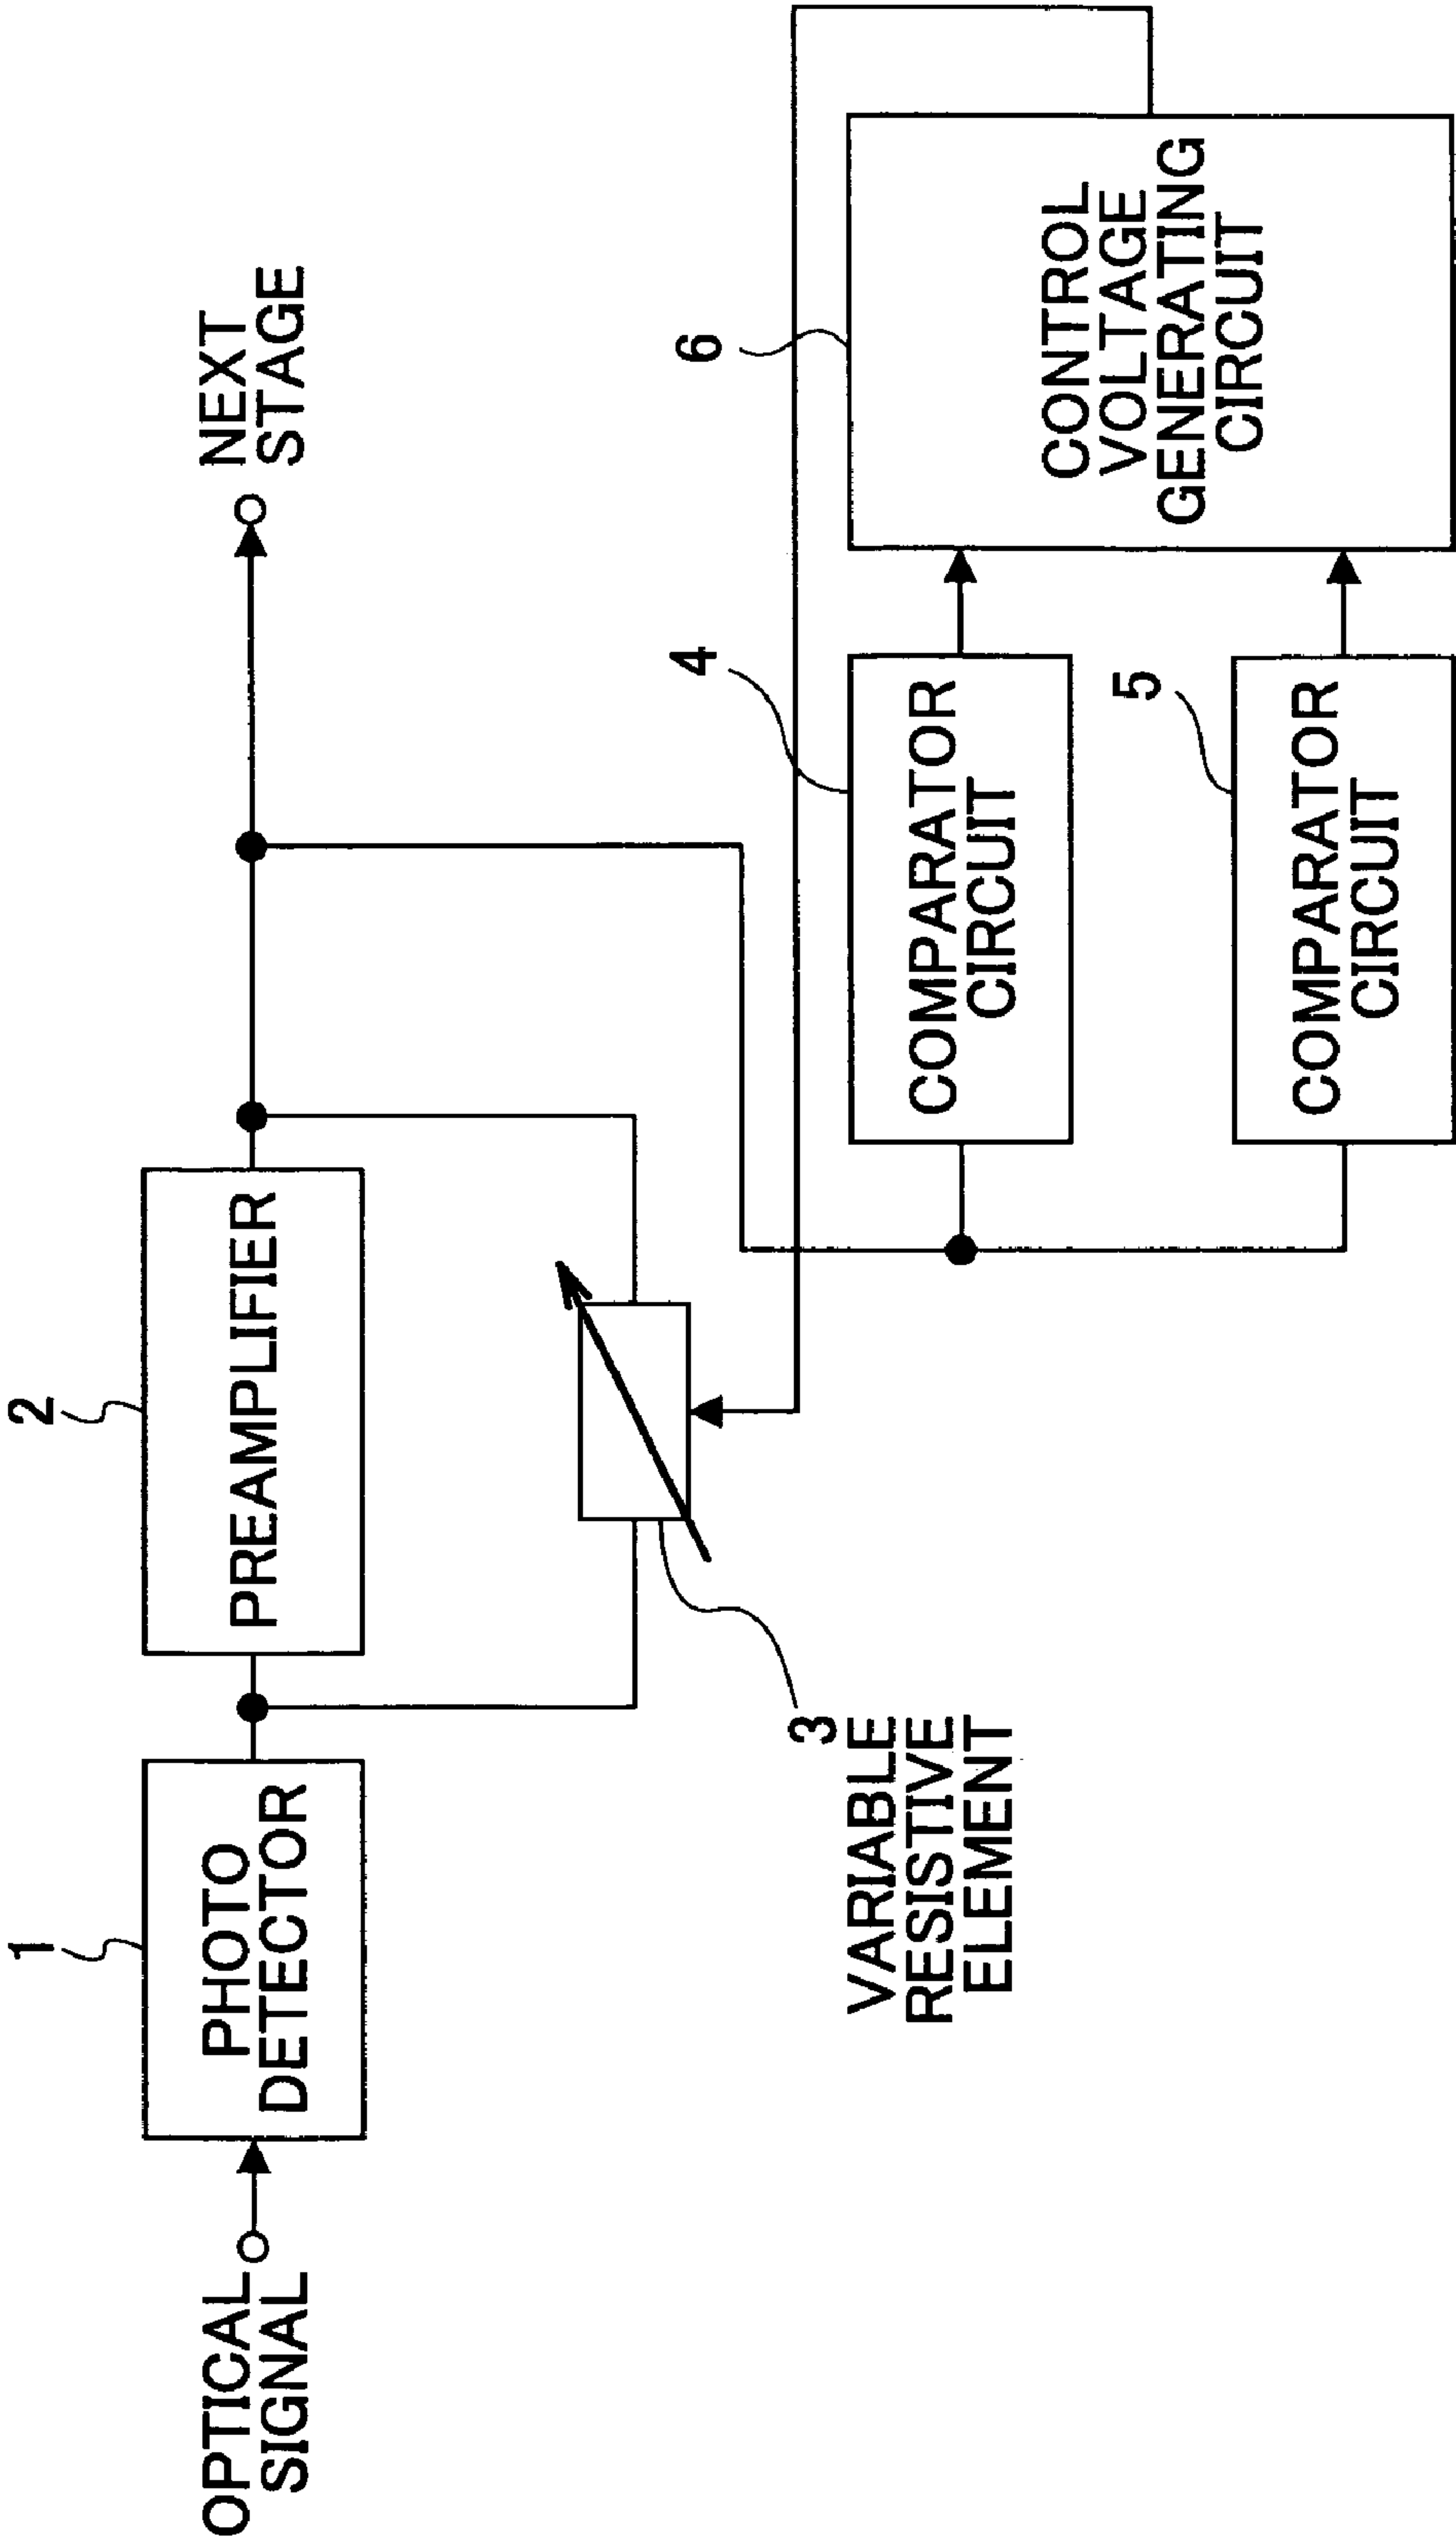 OPTICAL
SIGNAL
1
PHOTO
DETECTOR
2
PREAMPLIFIER
NEXT
STAGE
3
VARIABLE
RESISTIVE
ELEMENT
4
COMPARATOR
CIRCUIT
5
COMPARATOR
CIRCUIT
6
CONTROL
VOLTAGE
GENERATING
CIRCUIT